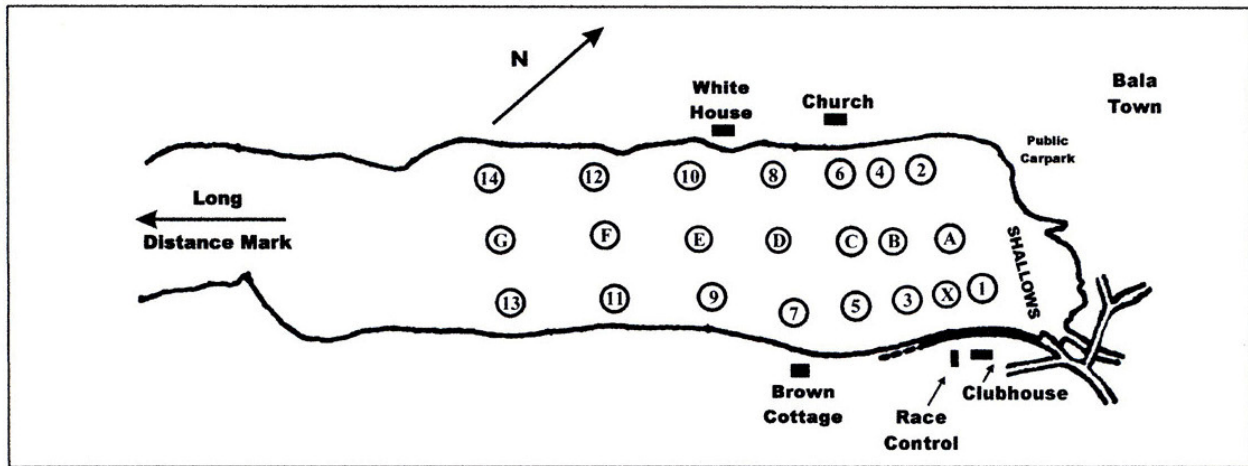 N
White
House
Church
Bala
Town
Public
Carpark
14
12
10
8
6
4
2
Long
Distance Mark
G
F
E
D
C
B
A
SHALLOWS
13
11
9
7
5
3
X
1
Brown
Cottage
Race
Control
Clubhouse